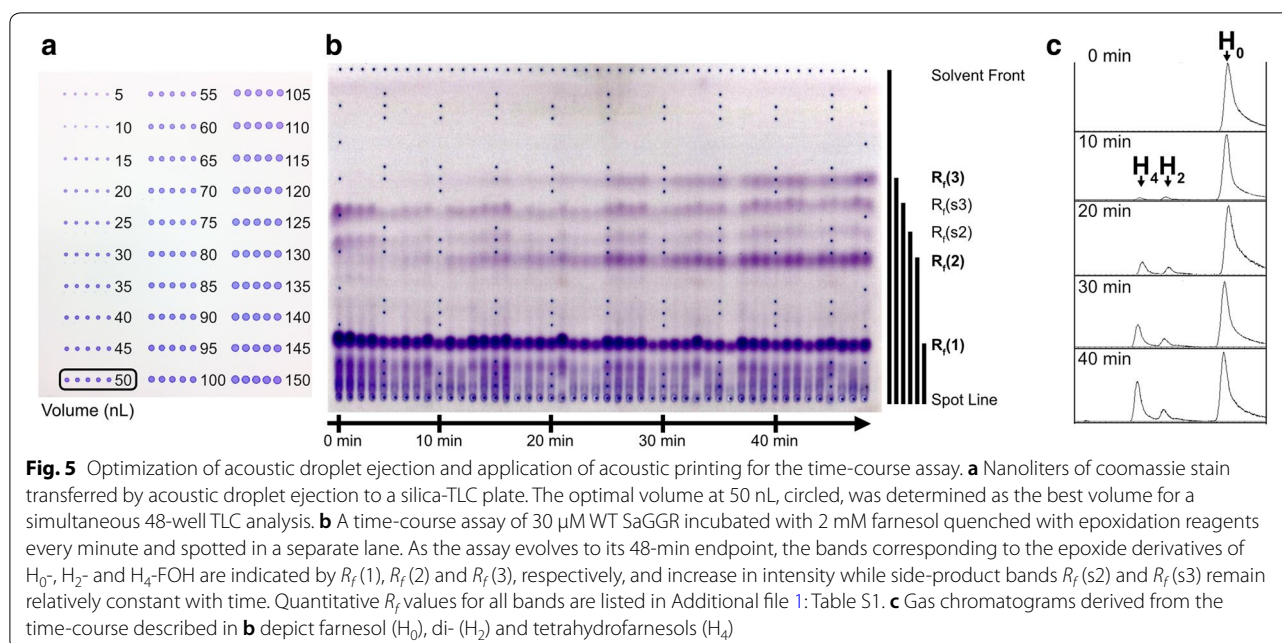 a
5 55 105
10 60 110
15 65 115
20 70 120
25 75 125
30 80 130
35 85 135
40 90 140
45 95 145
50 100 150
Volume (nL)
b
Solvent Front
Rf(3)
Rf(s3)
Rf(s2)
Rf(2)
Rf(1)
Spot Line
0 min 10 min 20 min 30 min 40 min
c
H0
0 min
10 min
H4 H2
20 min
30 min
40 min
Fig. 5 Optimization of acoustic droplet ejection and application of acoustic printing for the time-course assay. a Nanoliters of coomassie stain
transferred by acoustic droplet ejection to a silica-TLC plate. The optimal volume at 50 nL, circled, was determined as the best volume for a
simultaneous 48-well TLC analysis. b A time-course assay of 30 μM WT SaGGR incubated with 2 mM farnesol quenched with epoxidation reagents
every minute and spotted in a separate lane. As the assay evolves to its 48-min endpoint, the bands corresponding to the epoxide derivatives of
H0-, H2- and H4-FOH are indicated by Rf (1), Rf (2) and Rf (3), respectively, and increase in intensity while side-product bands Rf (s2) and Rf (s3) remain
relatively constant with time. Quantitative Rf values for all bands are listed in Additional file 1: Table S1. c Gas chromatograms derived from the
time-course described in b depict farnesol (H0), di- (H2) and tetrahydrofarnesols (H4)